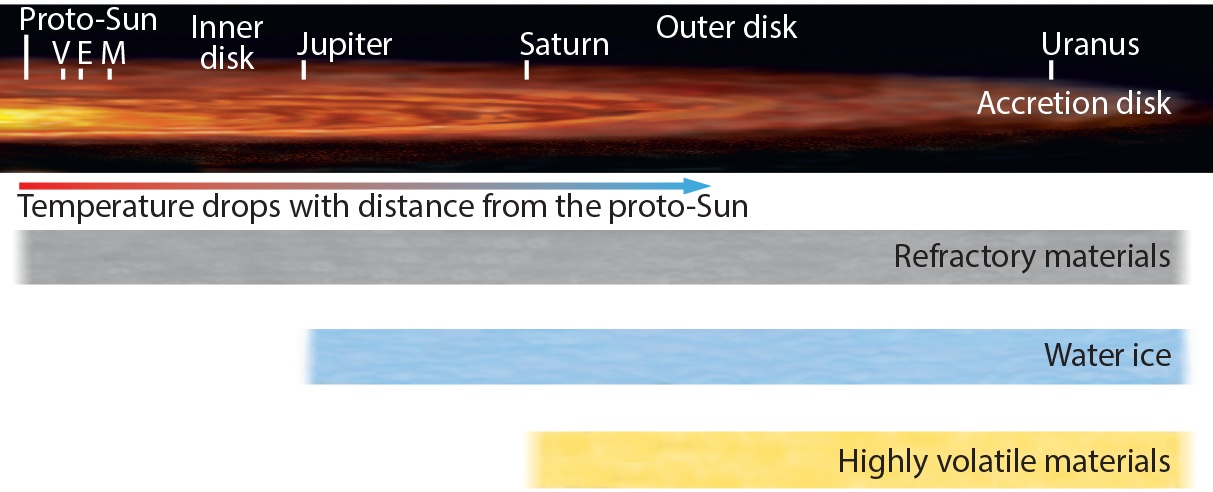 Proto-Sun
V E M
Inner
disk
Jupiter
Saturn
Outer disk
Uranus
Accretion disk
Temperature drops with distance from the proto-Sun
Refractory materials
Water ice
Highly volatile materials